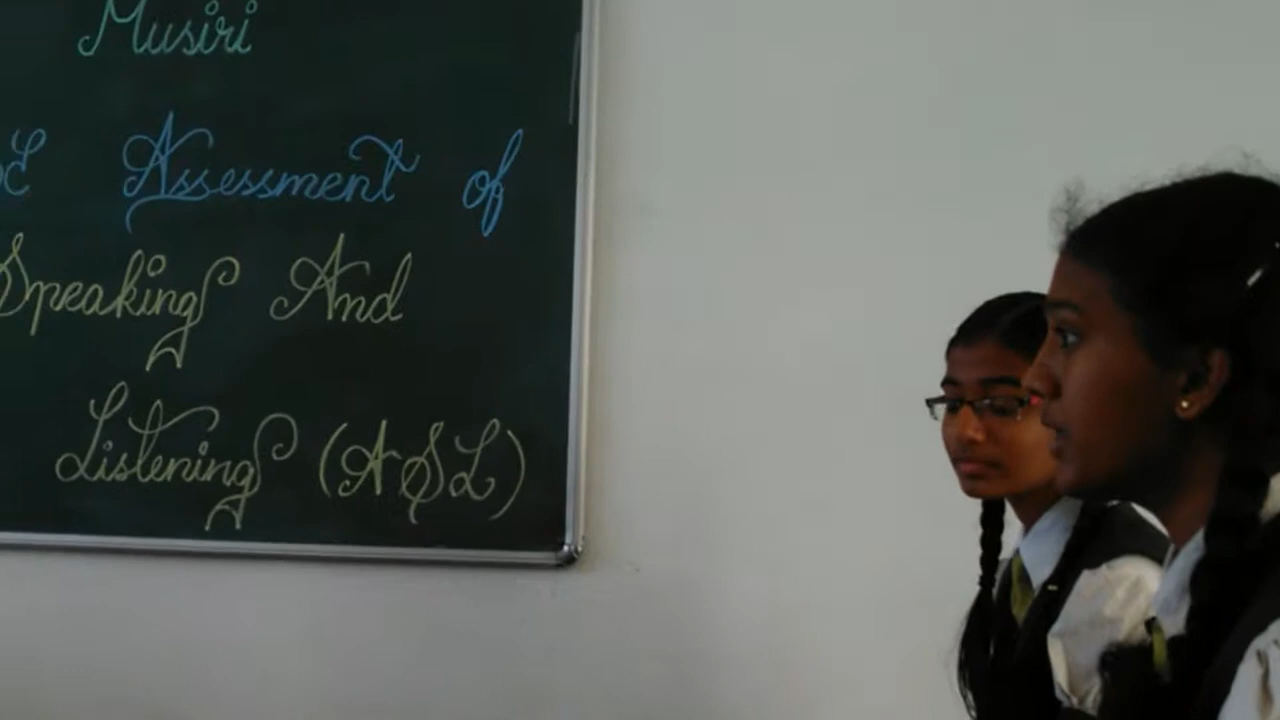 Musiri
Assessment of
Speaking And
Listening (ASL)